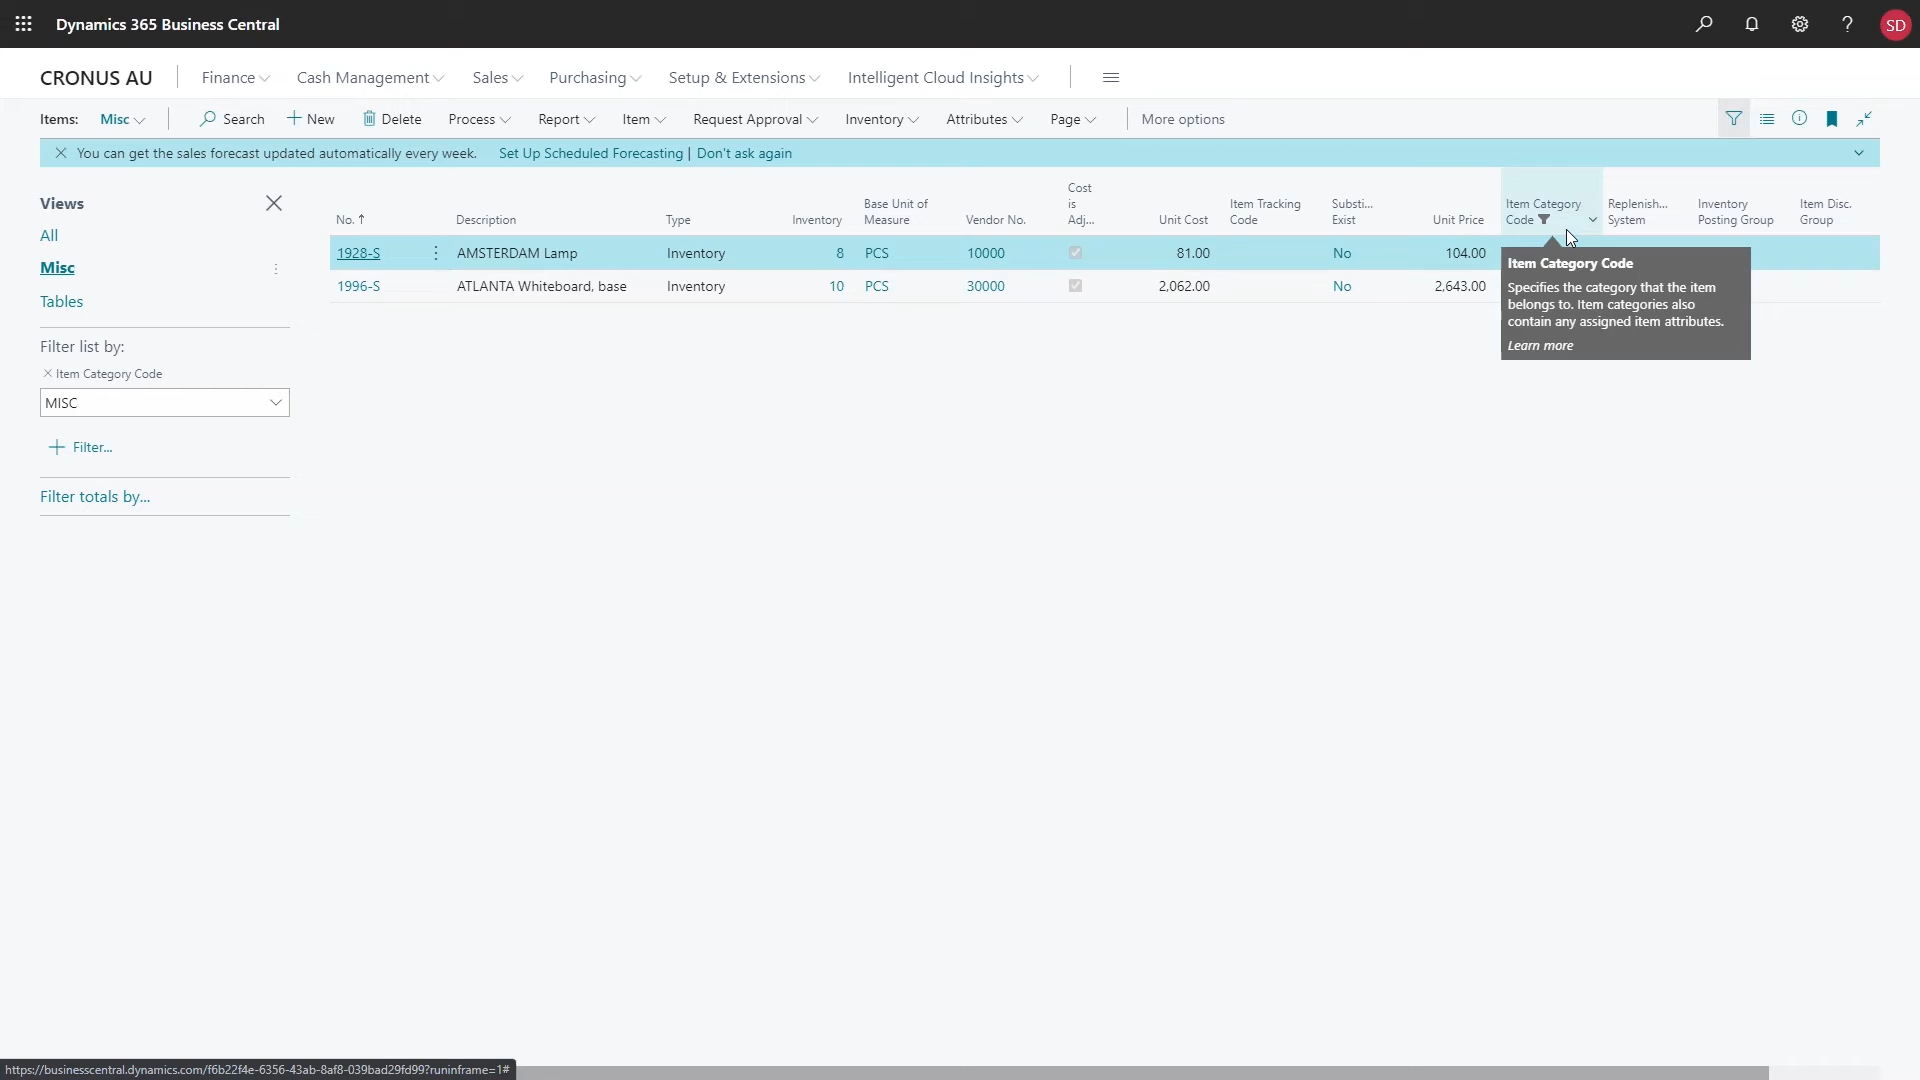 Dynamics 365 Business Central
SD
CRONUS AU
Finance
Cash Management
Sales
Purchasing
Setup & Extensions
Intelligent Cloud Insights
Items:
Misc
Search
New
Delete
Process
Report
Item
Request Approval
Inventory
Attributes
Page
More options
You can get the sales forecast updated automatically every week. Set Up Scheduled Forecasting | Don't ask again
Views
All
Misc
Tables
Filter list by:
× Item Category Code
MISC
+ Filter...
Filter totals by...
No. ↑
Description
Type
Inventory
Base Unit of
Measure
Vendor No.
Cost
is
Adj...
Unit Cost
Item Tracking
Code
Substi...
Exist
Unit Price
Item Category
Code
Replenish...
System
Inventory
Posting Group
Item Disc.
Group
1928-S AMSTERDAM Lamp Inventory 8 PCS 10000 81.00 No 104.00
1996-S ATLANTA Whiteboard, base Inventory 10 PCS 30000 2,062.00 No 2,643.00
Item Category Code
Specifies the category that the item
belongs to. Item categories also
contain any assigned item attributes.
Learn more
https://businesscentral.dynamics.com/f6b22f4e-6356-43ab-8af8-039bad29fd99?runinframe=1#